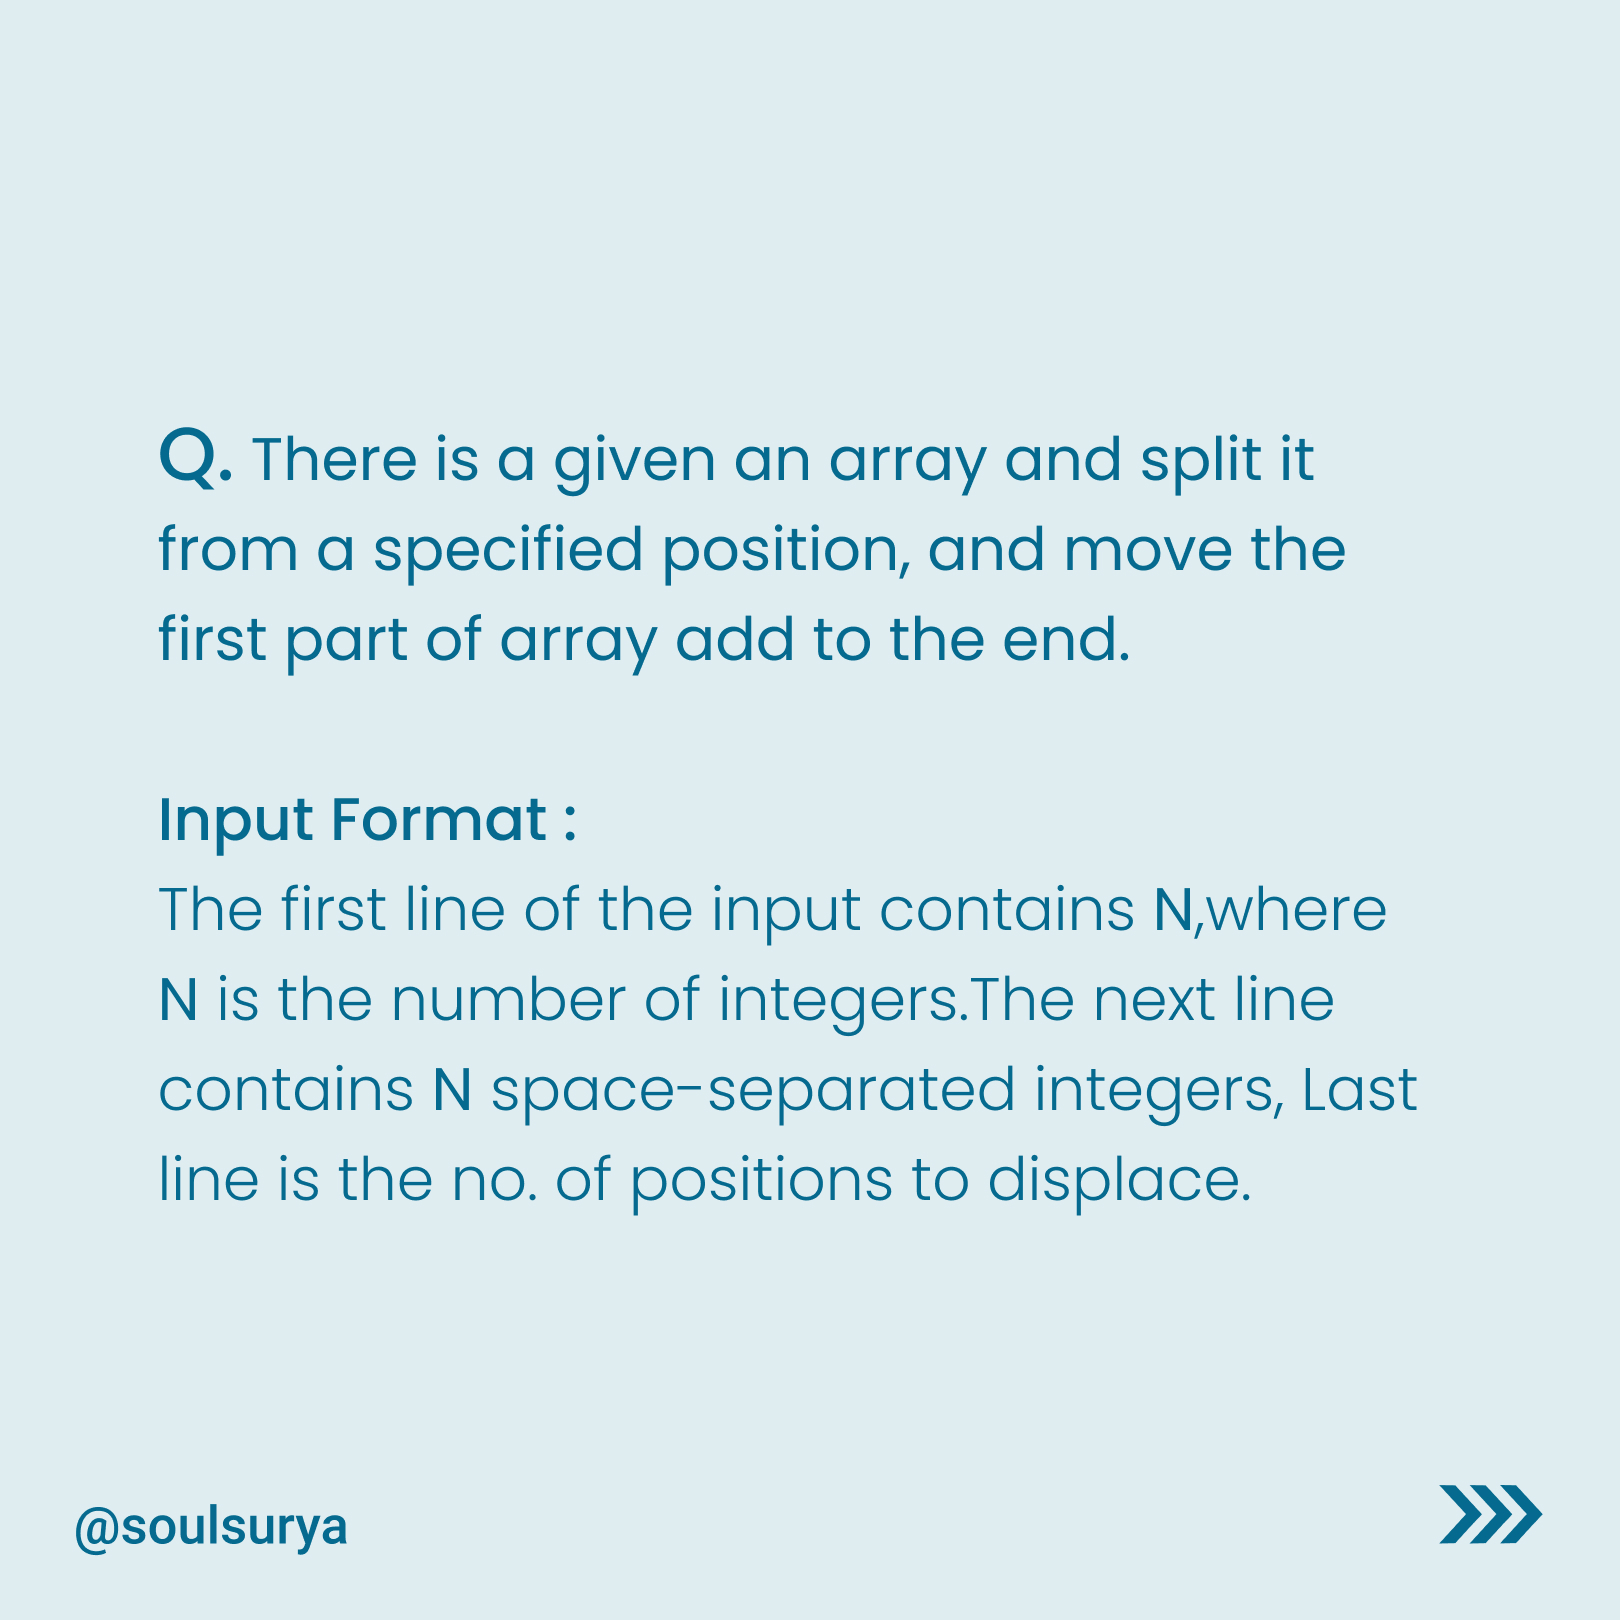 Q. There is a given an array and split it
from a specified position, and move the
first part of array add to the end.
Input Format :
The first line of the input contains N,where
N is the number of integers.The next line
contains N space-separated integers, Last
line is the no. of positions to displace.
@soulsurya